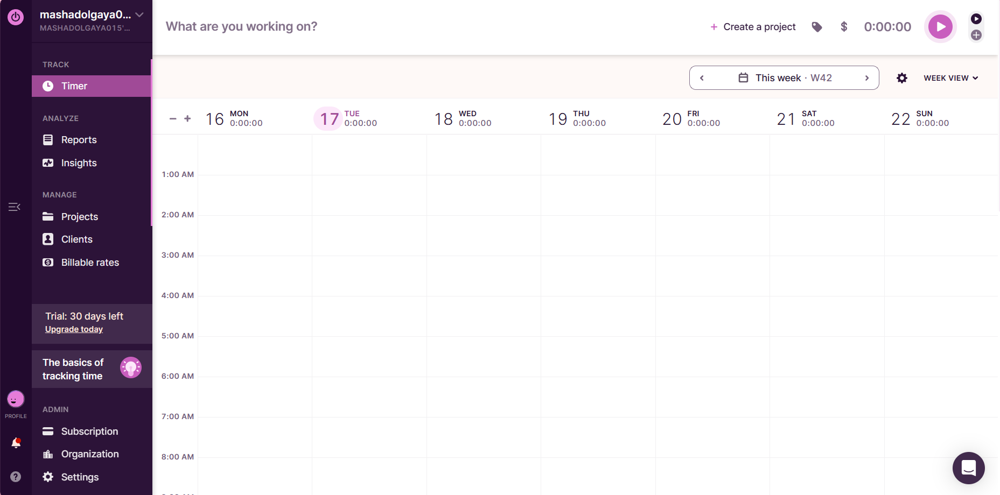 mashadolgaya0...
MASHADOLGAYA015'...
TRACK
Timer
ANALYZE
Reports
Insights
MANAGE
Projects
Clients
Billable rates
Trial: 30 days left
Upgrade today
The basics of
tracking time
PROFILE
ADMIN
Subscription
Organization
Settings
What are you working on?
+ Create a project $ 0:00:00
This week · W42
WEEK VIEW
16 MON 0:00:00
17 TUE 0:00:00
18 WED 0:00:00
19 THU 0:00:00
20 FRI 0:00:00
21 SAT 0:00:00
22 SUN 0:00:00
1:00 AM
2:00 AM
3:00 AM
4:00 AM
5:00 AM
6:00 AM
7:00 AM
8:00 AM